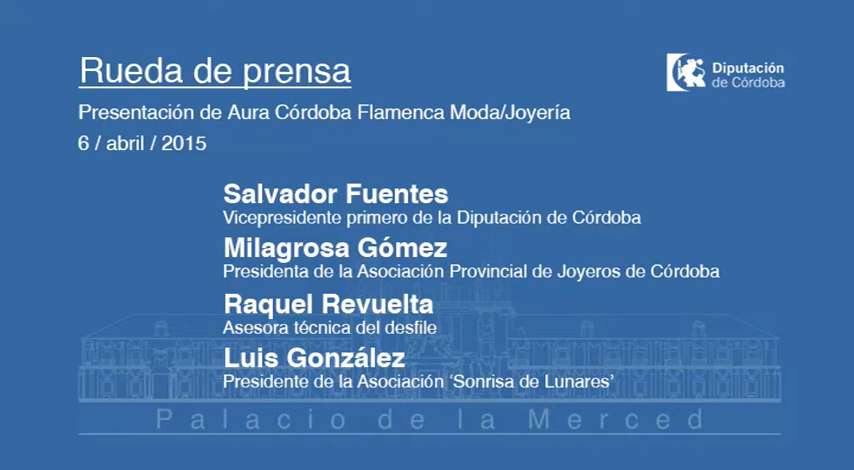 Rueda de prensa
Diputación
de Córdoba
Presentación de Aura Córdoba Flamenca Moda/Joyería
6 / abril / 2015
Salvador Fuentes
Vicepresidente primero de la Diputación de Córdoba
Milagrosa Gómez
Presidenta de la Asociación Provincial de Joyeros de Córdoba
Raquel Revuelta
Asesora técnica del desfile
Luis González
Presidente de la Asociación ‘Sonrisa de Lunares’
Palacio de la Merced